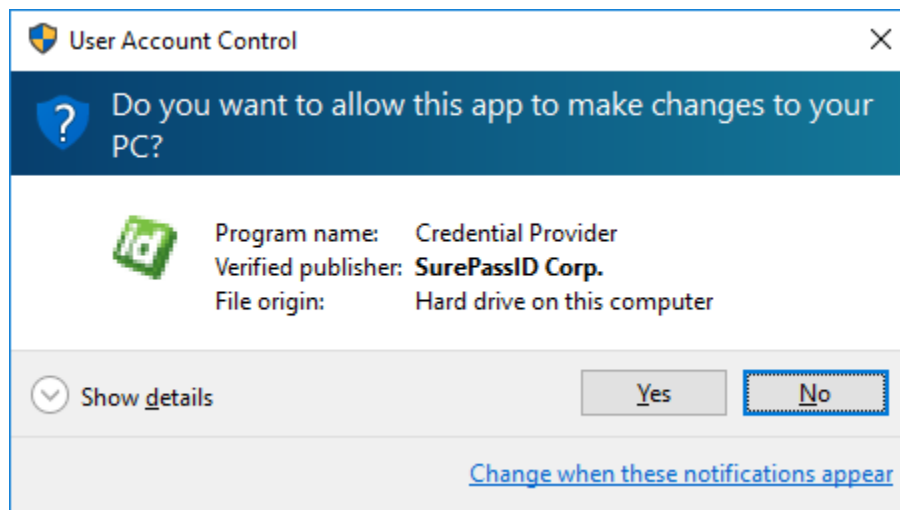 User Account Control
Do you want to allow this app to make changes to your
PC?
id
Program name: Credential Provider
Verified publisher: SurePassID Corp.
File origin: Hard drive on this computer
Show details
Yes
No
Change when these notifications appear